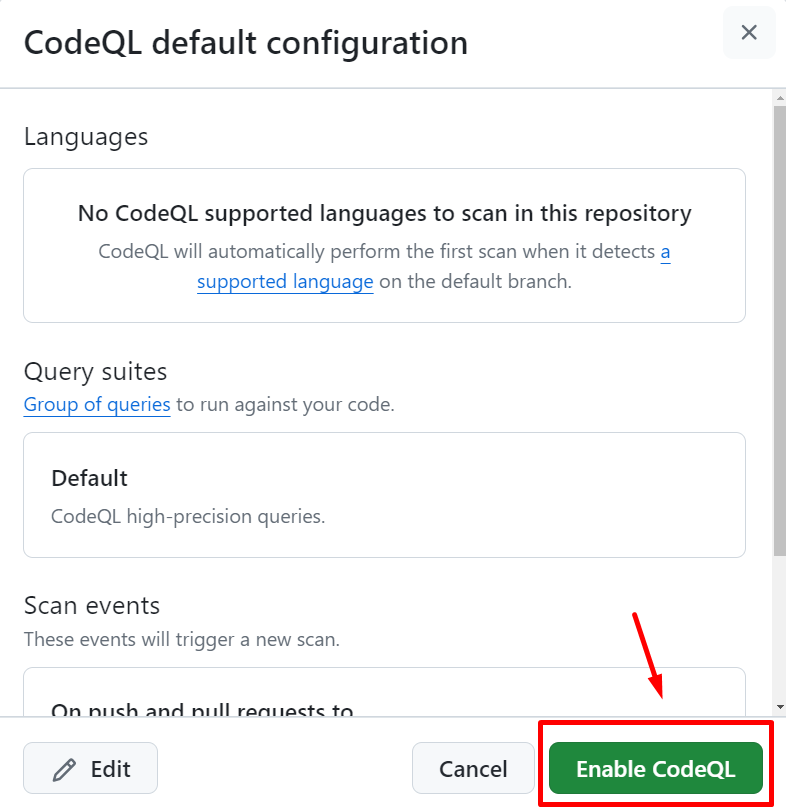 CodeQL default configuration
Languages
No CodeQL supported languages to scan in this repository
CodeQL will automatically perform the first scan when it detects a
supported language on the default branch.
Query suites
Group of queries to run against your code.
Default
CodeQL high-precision queries.
Scan events
These events will trigger a new scan.
On push and pull requests to
Edit
Cancel
Enable CodeQL